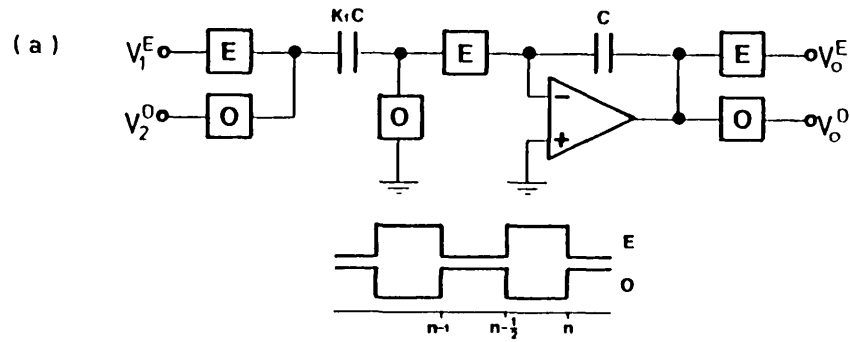 (a)
K₁C
C
V₁ᴱ E E E Vₒᴱ
V₂ᴼ O O O Vₒᴼ
−
+
E
O
n-1 n-½ n